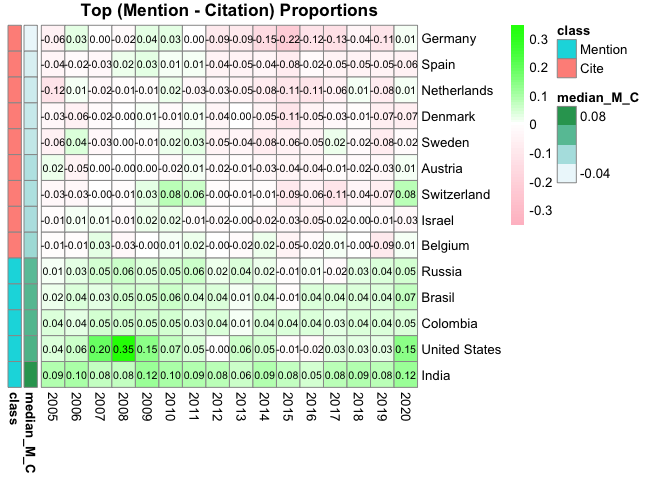 Top (Mention - Citation) Proportions
-0.06 0.03 0.00 -0.02 0.04 0.03 0.00 -0.09 -0.09 -0.15 -0.22 -0.12 -0.13 -0.04 -0.11 0.01 Germany
-0.04 -0.02 -0.03 0.02 0.03 0.01 0.01 -0.04 -0.05 -0.04 -0.08 -0.02 -0.05 -0.05 -0.05 -0.06 Spain
-0.12 0.01 -0.02 -0.01 -0.01 0.02 -0.03 -0.03 -0.05 -0.08 -0.11 -0.11 -0.06 0.01 -0.08 0.01 Netherlands
-0.03 -0.06 -0.02 -0.00 0.01 -0.01 0.01 -0.04 0.00 -0.05 -0.11 -0.05 -0.03 -0.04 -0.07 -0.07 Denmark
-0.06 0.04 -0.03 0.00 -0.01 0.02 0.03 -0.05 -0.04 -0.08 -0.06 -0.06 0.02 -0.02 -0.08 -0.02 Sweden
0.02 -0.05 0.00 -0.00 -0.00 -0.02 0.01 -0.02 -0.01 -0.03 -0.04 -0.04 -0.01 -0.02 -0.03 0.01 Austria
-0.03 -0.03 -0.00 -0.00 0.03 0.08 0.06 -0.00 -0.01 -0.01 -0.09 -0.06 -0.11 -0.04 -0.07 0.08 Switzerland
-0.01 0.01 0.01 -0.01 0.02 0.02 -0.01 -0.02 -0.00 -0.02 -0.03 -0.05 -0.02 -0.00 -0.01 -0.03 Israel
-0.01 -0.01 0.03 -0.03 -0.00 0.01 0.02 -0.00 -0.02 0.02 -0.05 -0.02 0.01 -0.00 -0.09 0.01 Belgium
0.01 0.03 0.05 0.06 0.05 0.05 0.06 0.02 0.04 0.02 -0.01 0.01 -0.02 0.03 0.04 0.05 Russia
0.02 0.04 0.03 0.05 0.05 0.06 0.04 0.04 0.01 0.04 -0.01 0.04 0.04 0.04 0.04 0.07 Brasil
0.04 0.04 0.05 0.05 0.05 0.05 0.03 0.04 0.01 0.04 0.04 0.04 0.03 0.04 0.04 0.05 Colombia
0.04 0.06 0.20 0.35 0.15 0.07 0.05 -0.00 0.06 0.05 -0.01 -0.02 0.03 0.03 0.03 0.15 United States
0.09 0.10 0.08 0.08 0.12 0.10 0.09 0.08 0.06 0.09 0.08 0.05 0.08 0.09 0.08 0.12 India
class median_M_C 2005 2006 2007 2008 2009 2010 2011 2012 2013 2014 2015 2016 2017 2018 2019 2020
0.3
0.2
0.1
0
-0.1
-0.2
-0.3
class
Mention
Cite
median_M_C
0.08
-0.04